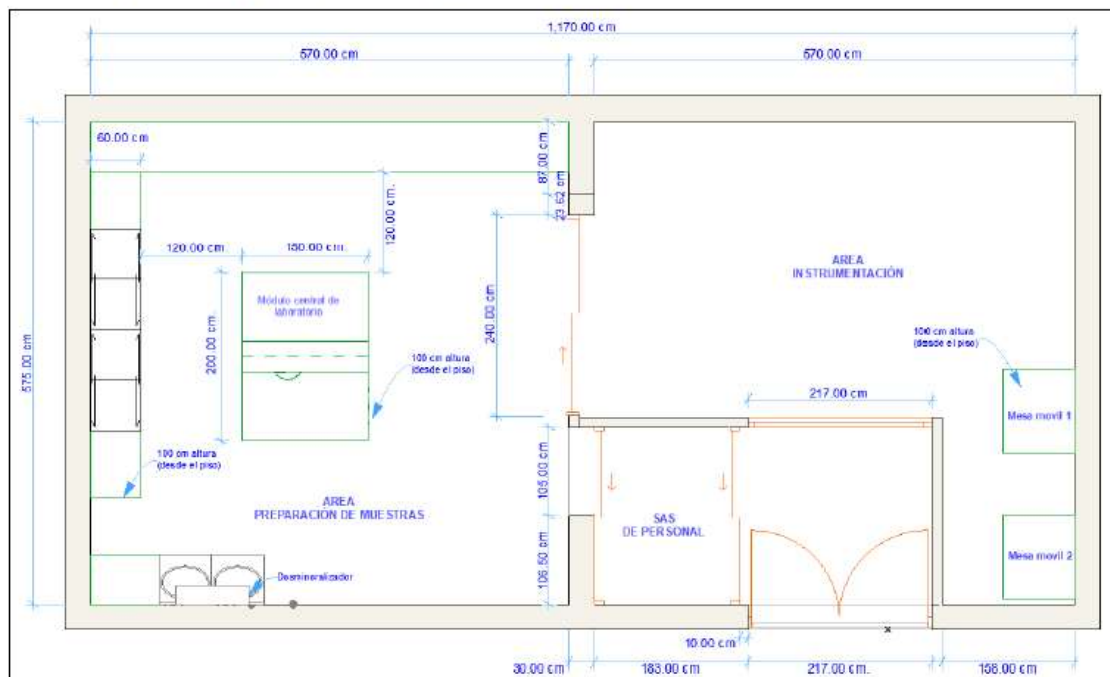 1,170.00 cm
570.00 cm
570.00 cm
60.00 cm
87.00 cm
23.62 cm
120.00 cm.
120.00 cm.
150.00 cm.
AREA
INSTRUMENTACIÓN
Módulo central de
laboratorio
240.00 cm
200.00 cm.
575.00 cm
100 cm altura
(desde el piso)
100 cm altura
(desde el piso)
217.00 cm
Mesa movil 1
100 cm altura
(desde el piso)
105.00 cm
AREA
PREPARACIÓN DE MUESTRAS
SAS
DE PERSONAL
106.50 cm
Mesa movil 2
Desmineralizador
x
10.00 cm
30.00 cm
183.00 cm
217.00 cm.
158.00 cm